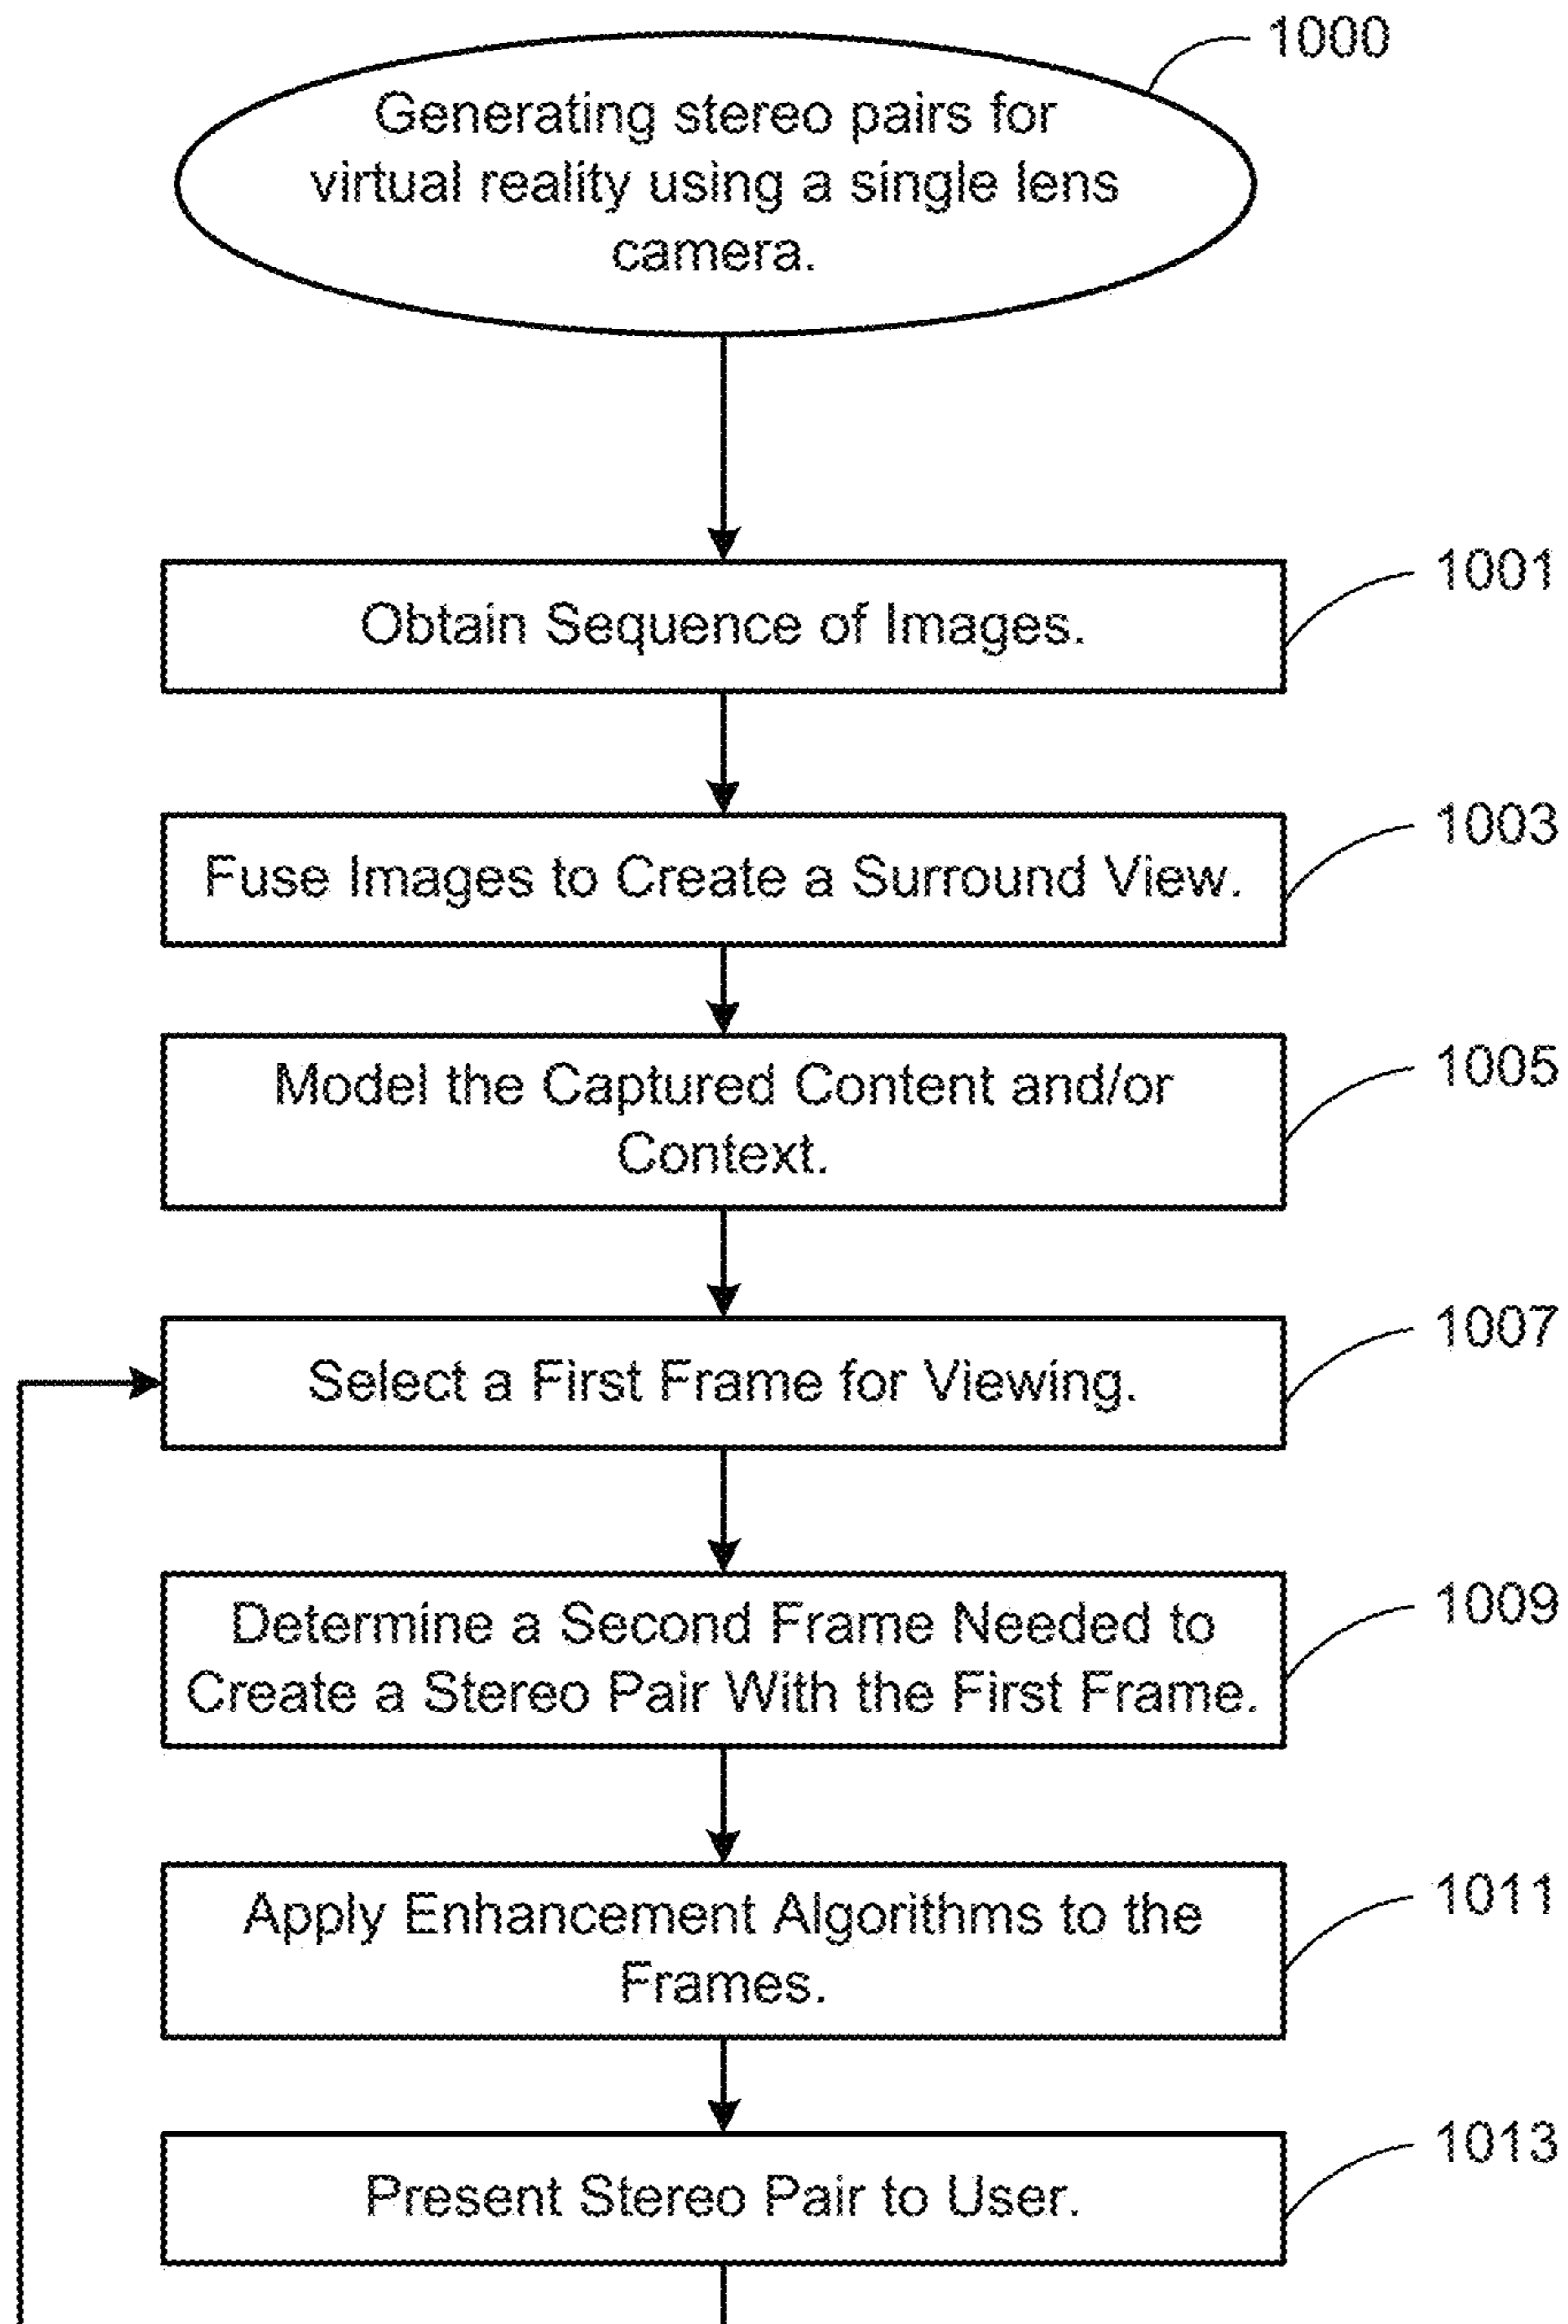 1000
Generating stereo pairs for
virtual reality using a single lens
camera.
1001
Obtain Sequence of Images.
1003
Fuse Images to Create a Surround View.
1005
Model the Captured Content and/or
Context.
1007
Select a First Frame for Viewing.
1009
Determine a Second Frame Needed to
Create a Stereo Pair With the First Frame.
1011
Apply Enhancement Algorithms to the
Frames.
1013
Present Stereo Pair to User.